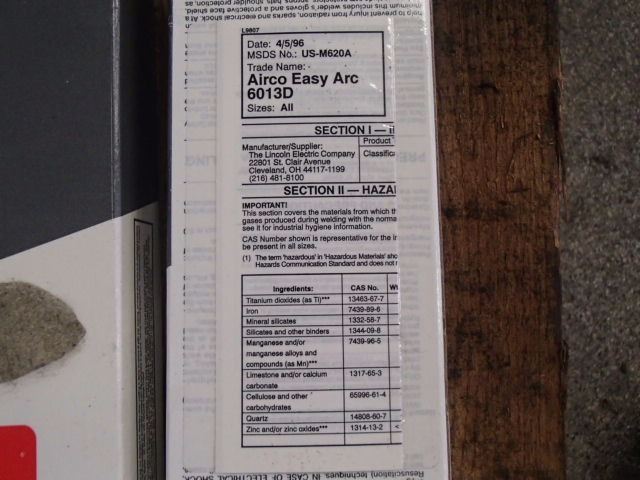 L9807
Date: 4/5/96
MSDS No.: US-M620A
Trade Name:
Airco Easy Arc
6013D
Sizes: All
SECTION I —
Product
Manufacturer/Supplier:
The Lincoln Electric Company
22801 St. Clair Avenue
Cleveland, OH 44117-1199
(216) 481-8100
Classific
SECTION II — HAZA
IMPORTANT!
This section covers the materials from which th
gases produced during welding with the norma
see it for industrial hygiene information.
CAS Number shown is representative for the in
be present in all sizes.
(1) The term 'hazardous' in 'Hazardous Materials' sho
Hazards Communication Standard and does not
Ingredients: CAS No.
Titanium dioxides (as Ti)*** 13463-67-7
Iron 7439-89-6
Mineral silicates 1332-58-7
Silicates and other binders 1344-09-8
Manganese and/or 7439-96-5
manganese alloys and
compounds (as Mn)***
Limestone and/or calcium 1317-65-3
carbonate
Cellulose and other 65996-61-4
carbohydrates
Quartz 14808-60-7
Zinc and/or zinc oxides*** 1314-13-2 <
Resuscitation) techniques. IN CASE OF ELECTRICAL SHOCK,